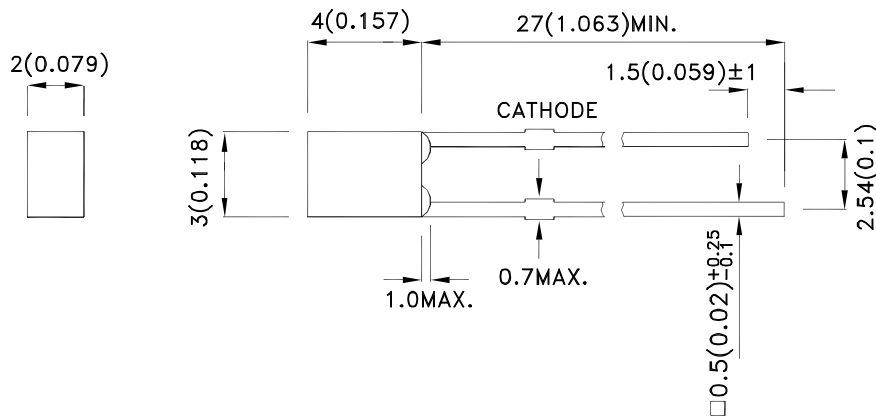 4(0.157)
27(1.063)MIN.
2(0.079)
1.5(0.059)±1
CATHODE
3(0.118)
2.54(0.1)
0.7MAX.
1.0MAX.
□0.5(0.02)±0.25
-0.1